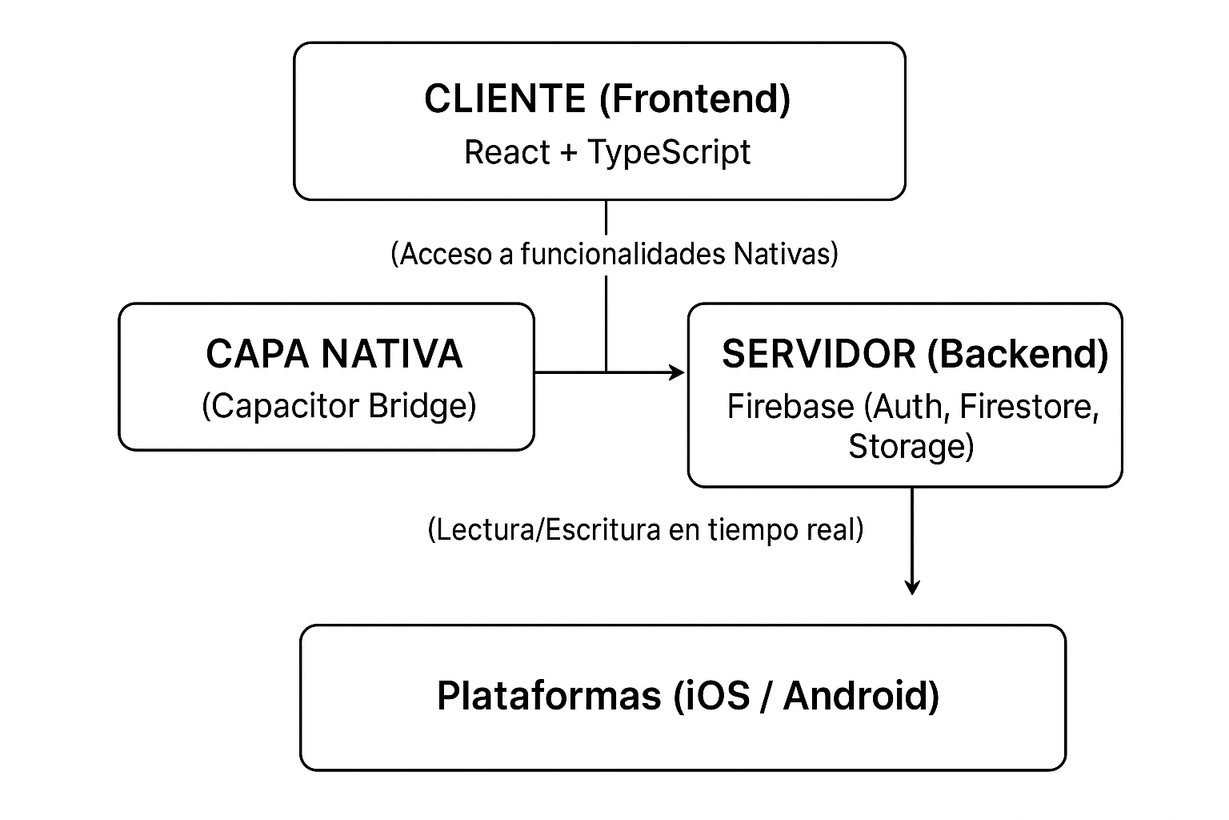 CLIENTE (Frontend)
React + TypeScript
(Acceso a funcionalidades Nativas)
CAPA NATIVA
(Capacitor Bridge)
SERVIDOR (Backend)
Firebase (Auth, Firestore,
Storage)
(Lectura/Escritura en tiempo real)
Plataformas (iOS / Android)